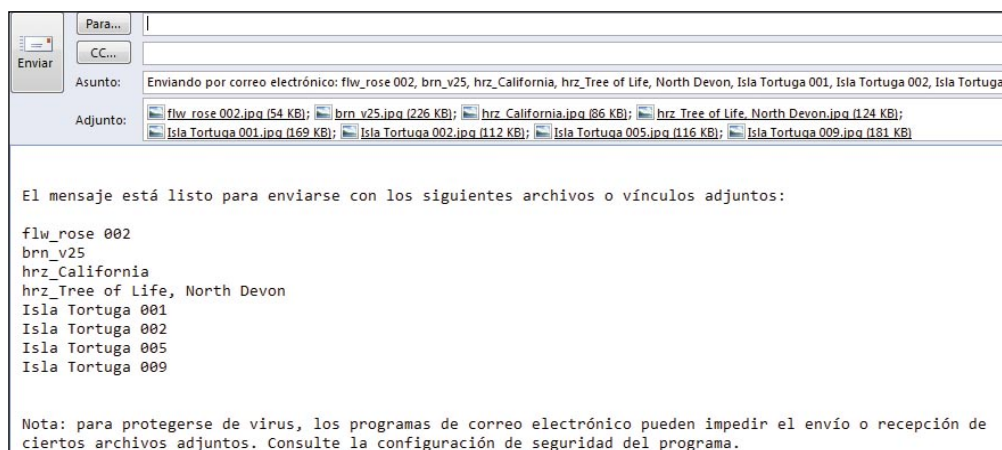 Para...
Enviar
CC...
Asunto: Enviando por correo electrónico: flw_rose 002, brn_v25, hrz_California, hrz_Tree of Life, North Devon, Isla Tortuga 001, Isla Tortuga 002, Isla Tortuga
Adjunto: flw_rose 002.jpg (54 KB); brn_v25.jpg (226 KB); hrz_California.jpg (86 KB); hrz_Tree of Life, North Devon.jpg (124 KB);
Isla Tortuga 001.jpg (169 KB); Isla Tortuga 002.jpg (112 KB); Isla Tortuga 005.jpg (116 KB); Isla Tortuga 009.jpg (181 KB)
El mensaje está listo para enviarse con los siguientes archivos o vínculos adjuntos:
flw_rose 002
brn_v25
hrz_California
hrz_Tree of Life, North Devon
Isla Tortuga 001
Isla Tortuga 002
Isla Tortuga 005
Isla Tortuga 009
Nota: para protegerse de virus, los programas de correo electrónico pueden impedir el envío o recepción de
ciertos archivos adjuntos. Consulte la configuración de seguridad del programa.